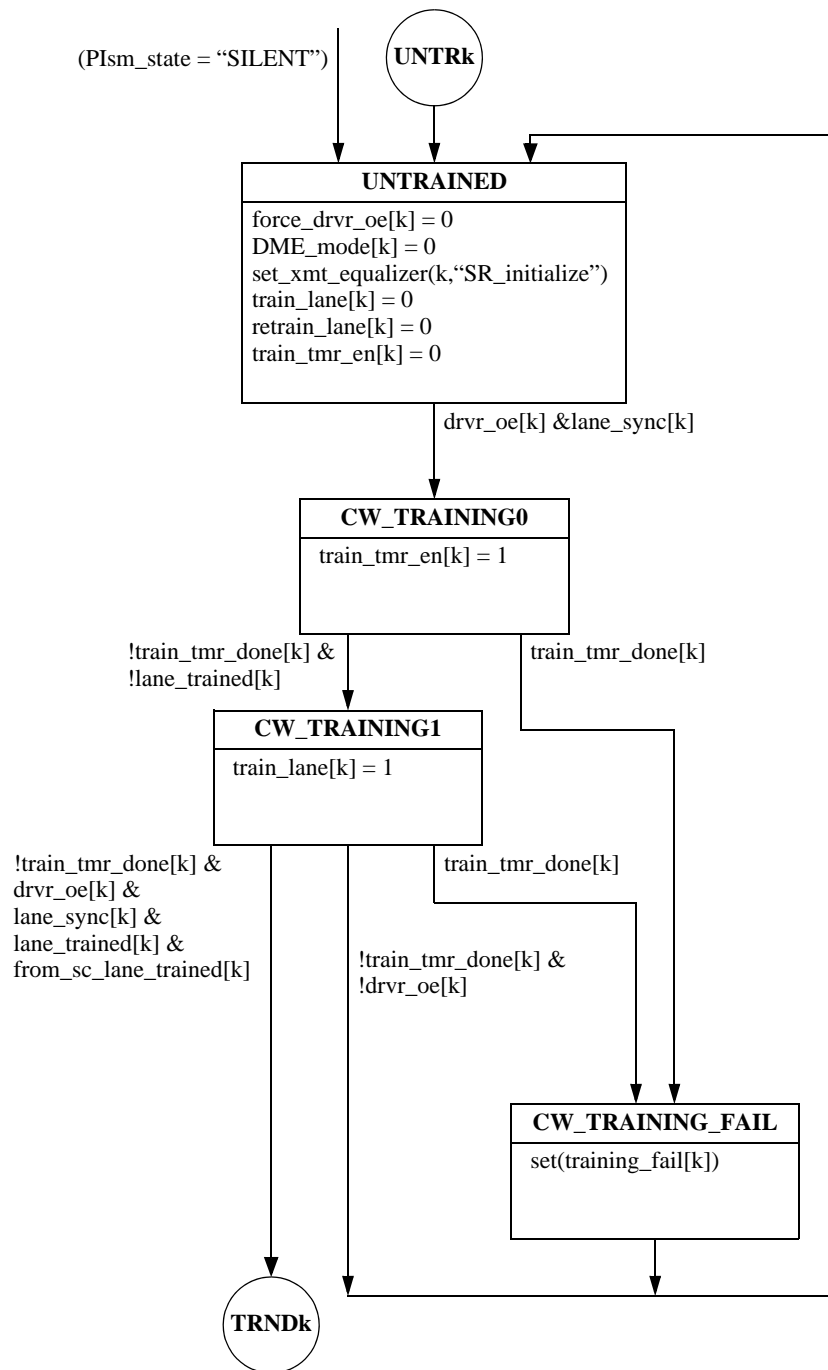 (PIsm_state = “SILENT”)
UNTRk
UNTRAINED
force_drvr_oe[k] = 0
DME_mode[k] = 0
set_xmt_equalizer(k,“SR_initialize”)
train_lane[k] = 0
retrain_lane[k] = 0
train_tmr_en[k] = 0
drvr_oe[k] &lane_sync[k]
CW_TRAINING0
train_tmr_en[k] = 1
!train_tmr_done[k] &
!lane_trained[k]
train_tmr_done[k]
CW_TRAINING1
train_lane[k] = 1
!train_tmr_done[k] &
drvr_oe[k] &
lane_sync[k] &
lane_trained[k] &
from_sc_lane_trained[k]
train_tmr_done[k]
!train_tmr_done[k] &
!drvr_oe[k]
CW_TRAINING_FAIL
set(training_fail[k])
TRNDk